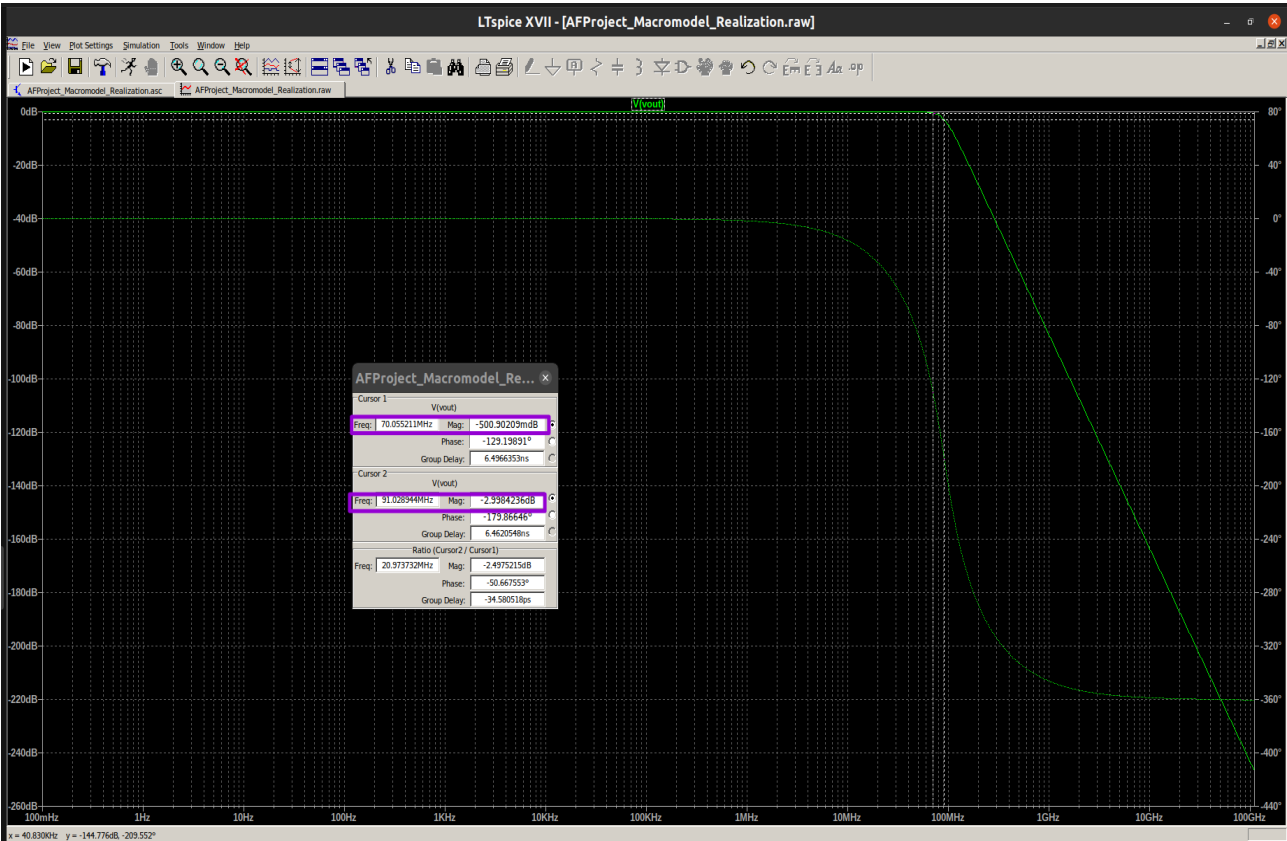 LTspice XVII - [AFProject_Macromodel_Realization.raw]
File View Plot Settings Simulation Tools Window Help
AFProject_Macromodel_Realization.asc AFProject_Macromodel_Realization.raw
V(vout)
0dB 80°
-20dB 40°
-40dB 0°
-60dB -40°
-80dB -80°
-100dB -120°
-120dB -160°
-140dB -200°
-160dB -240°
-180dB -280°
-200dB -320°
-220dB -360°
-240dB -400°
-260dB -440°
100mHz 1Hz 10Hz 100Hz 1KHz 10KHz 100KHz 1MHz 10MHz 100MHz 1GHz 10GHz 100GHz
AFProject_Macromodel_Re...
Cursor 1
V(vout)
Freq: 70.055211MHz Mag: -500.90209mdB
Phase: -129.19891°
Group Delay: 6.4966353ns
Cursor 2
V(vout)
Freq: 91.028944MHz Mag: -2.9984236dB
Phase: -179.86646°
Group Delay: 6.4620548ns
Ratio (Cursor2 / Cursor1)
Freq: 20.973732MHz Mag: -2.4975215dB
Phase: -50.667553°
Group Delay: -34.580518ps
x = 40.830KHz y = -144.776dB, -209.552°